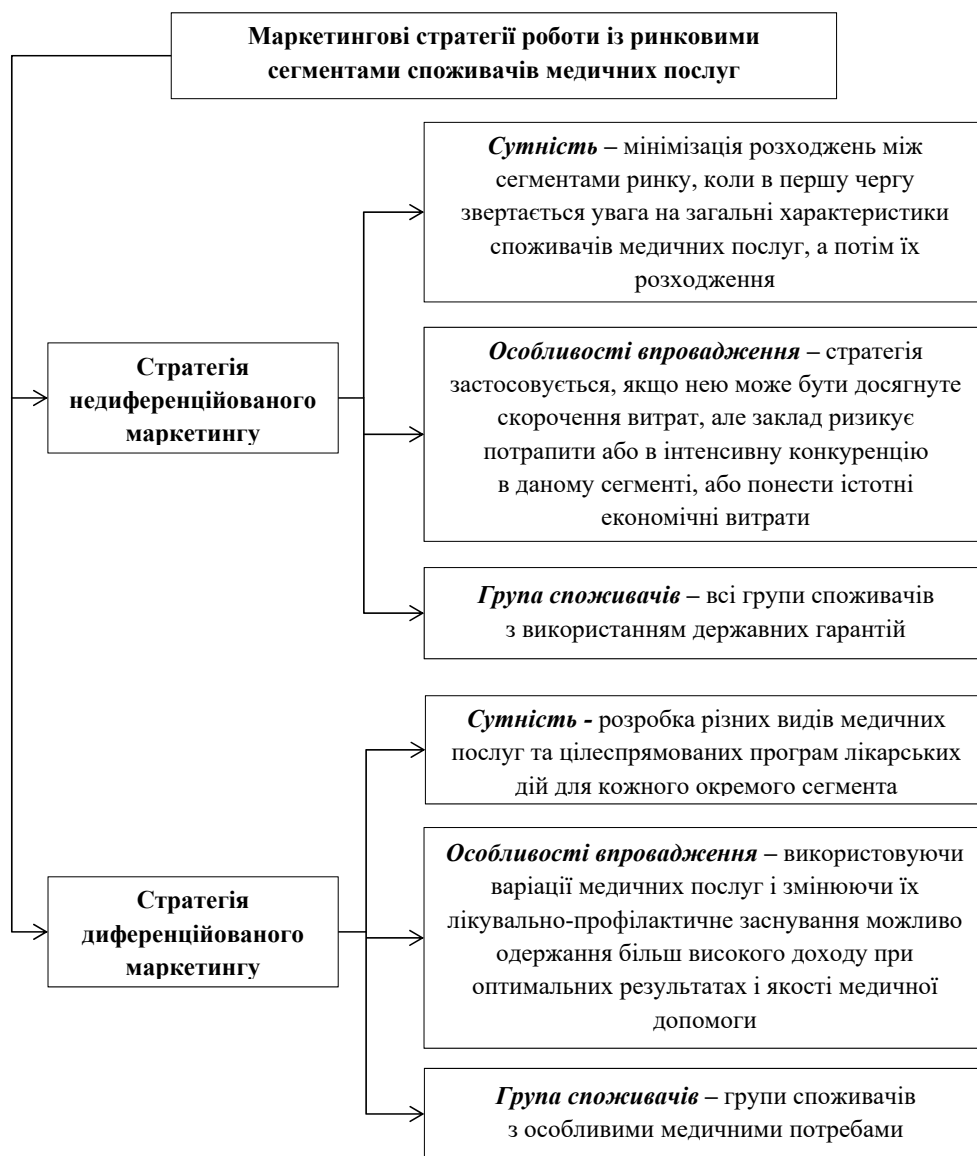 Маркетингові стратегії роботи із ринковими
сегментами споживачів медичних послуг
Стратегія
недиференційованого
маркетингу
Сутність – мінімізація розходжень між
сегментами ринку, коли в першу чергу
звертається увага на загальні характеристики
споживачів медичних послуг, а потім їх
розходження
Особливості впровадження – стратегія
застосовується, якщо нею може бути досягнуте
скорочення витрат, але заклад ризикує
потрапити або в інтенсивну конкуренцію
в даному сегменті, або понести істотні
економічні витрати
Група споживачів – всі групи споживачів
з використанням державних гарантій
Стратегія
диференційованого
маркетингу
Сутність - розробка різних видів медичних
послуг та цілеспрямованих програм лікарських
дій для кожного окремого сегмента
Особливості впровадження – використовуючи
варіації медичних послуг і змінюючи їх
лікувально-профілактичне заснування можливо
одержання більш високого доходу при
оптимальних результатах і якості медичної
допомоги
Група споживачів – групи споживачів
з особливими медичними потребами